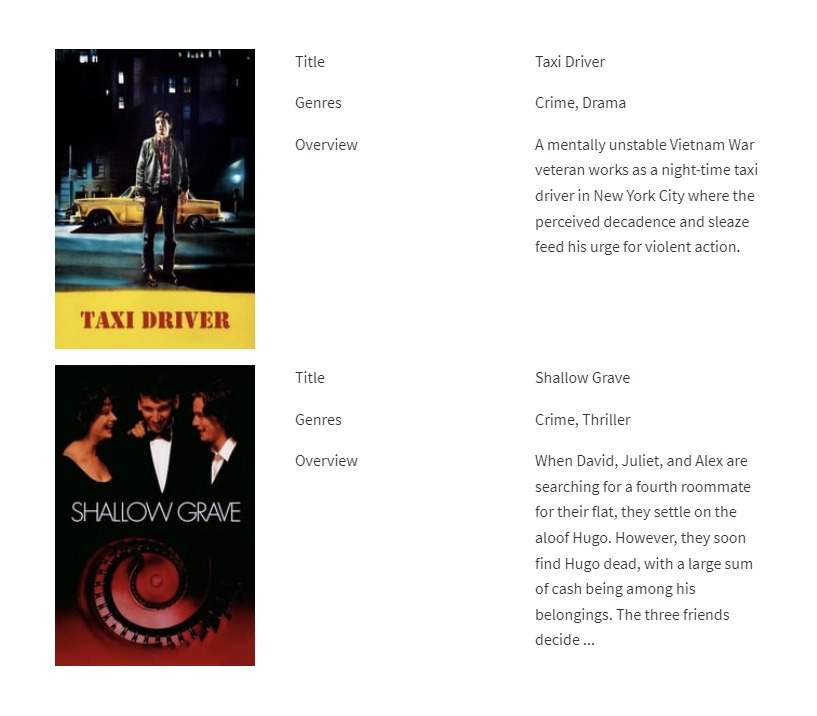 Title Taxi Driver
Genres Crime, Drama
Overview A mentally unstable Vietnam War
veteran works as a night-time taxi
driver in New York City where the
perceived decadence and sleaze
feed his urge for violent action.
TAXI DRIVER
Title Shallow Grave
Genres Crime, Thriller
Overview When David, Juliet, and Alex are
searching for a fourth roommate
for their flat, they settle on the
aloof Hugo. However, they soon
find Hugo dead, with a large sum
of cash being among his
belongings. The three friends
decide ...
SHALLOW GRAVE